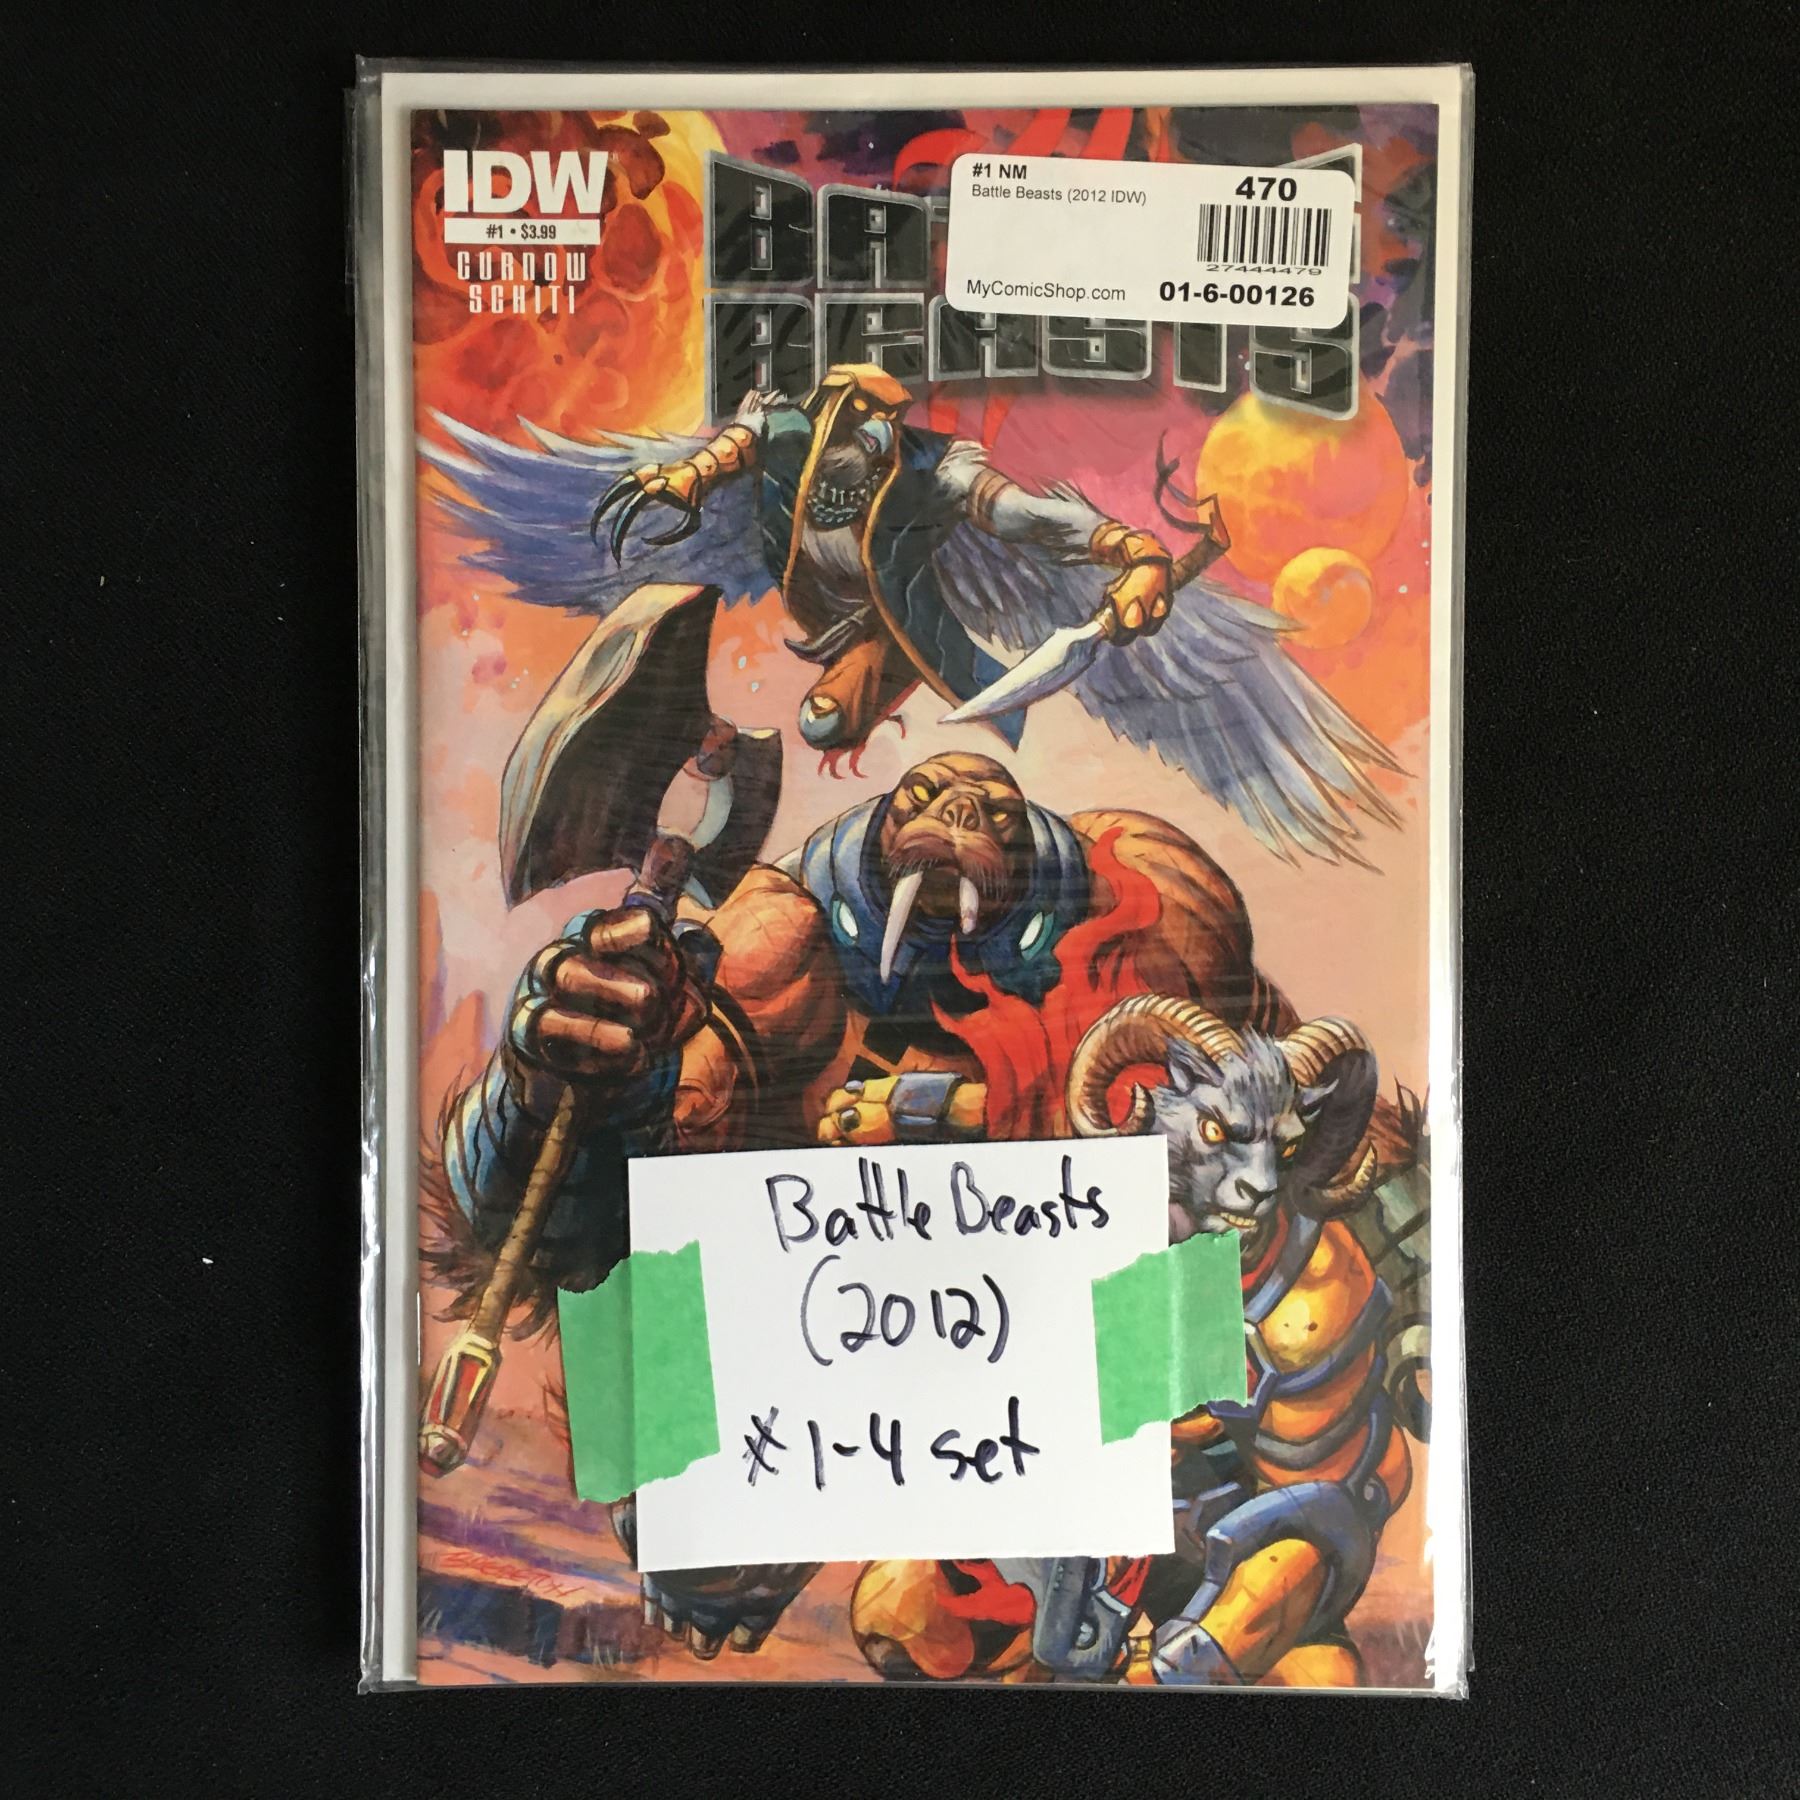 IDW
#1 • $3.99
CURNOW
SCHITI
BATTLE
BEASTS
#1 NM
Battle Beasts (2012 IDW)
470
27444479
MyComicShop.com
01-6-00126
Battle Beasts
(2012)
#1-4 set